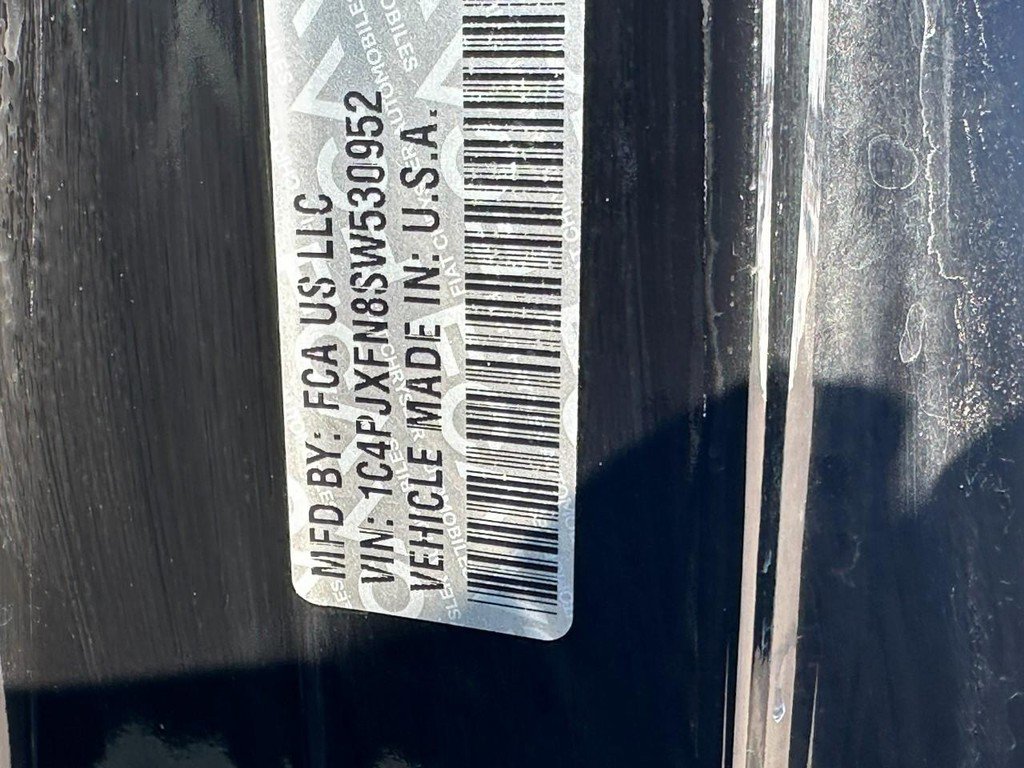 MFD BY: FCA US LLC
VIN: 1C4PJXFN8SW530952
VEHICLE MADE IN: U.S.A.